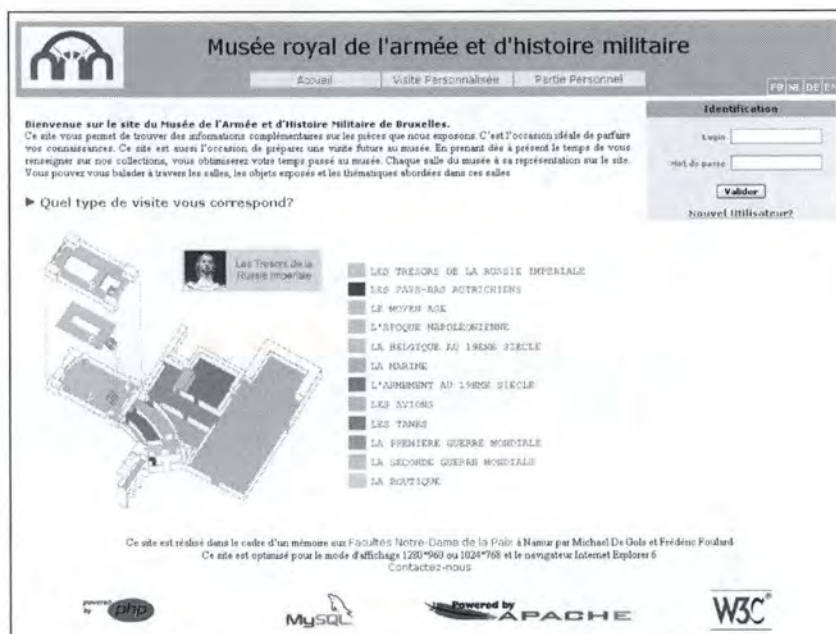 Musée royal de l'armée et d'histoire militaire
Accueil
Visite Personnalisée
Partie Personnel
FR NL DE EN
Identification
Login
Mot de passe
Valider
Nouvel Utilisateur?
Bienvenue sur le site du Musée de l'Armée et d'Histoire Militaire de Bruxelles.
Ce site vous permet de trouver des informations complémentaires sur les pièces que nous exposons. C'est l'occasion idéale de parfaire
vos connaissances. Ce site est aussi l'occasion de préparer une visite future au musée. En prenant dès à présent le temps de vous
renseigner sur nos collections, vous obtimiserez votre temps passé au musée. Chaque salle du musée à sa représentation sur le site.
Vous pouvez vous balader à travers les salles, les objets exposés et les thématiques abordées dans ces salles
Quel type de visite vous correspond?
Les Tresors de la
Russie Imperiale
LES TRESORS DE LA RUSSIE IMPERIALE
LES PAYS-BAS AUTRICHIENS
LE MOYEN AGE
L'EPOQUE NAPOLEONIENNE
LA BELGIQUE AU 19EME SIECLE
LA MARINE
L'ARMEMENT AU 19EME SIECLE
LES AVIONS
LES TANKS
LA PREMIERE GUERRE MONDIALE
LA SECONDE GUERRE MONDIALE
LA BOUTIQUE
Ce site est réalisé dans le cadre d'un mémoire aux Facultés Notre-Dame de la Paix à Namur par Michael De Gols et Frédéric Foulard
Ce site est optimisé pour le mode d'affichage 1280*960 ou 1024*768 et le navigateur Internet Explorer 6
Contactez-nous
powered by php
MySQL
Powered by APACHE
W3C®